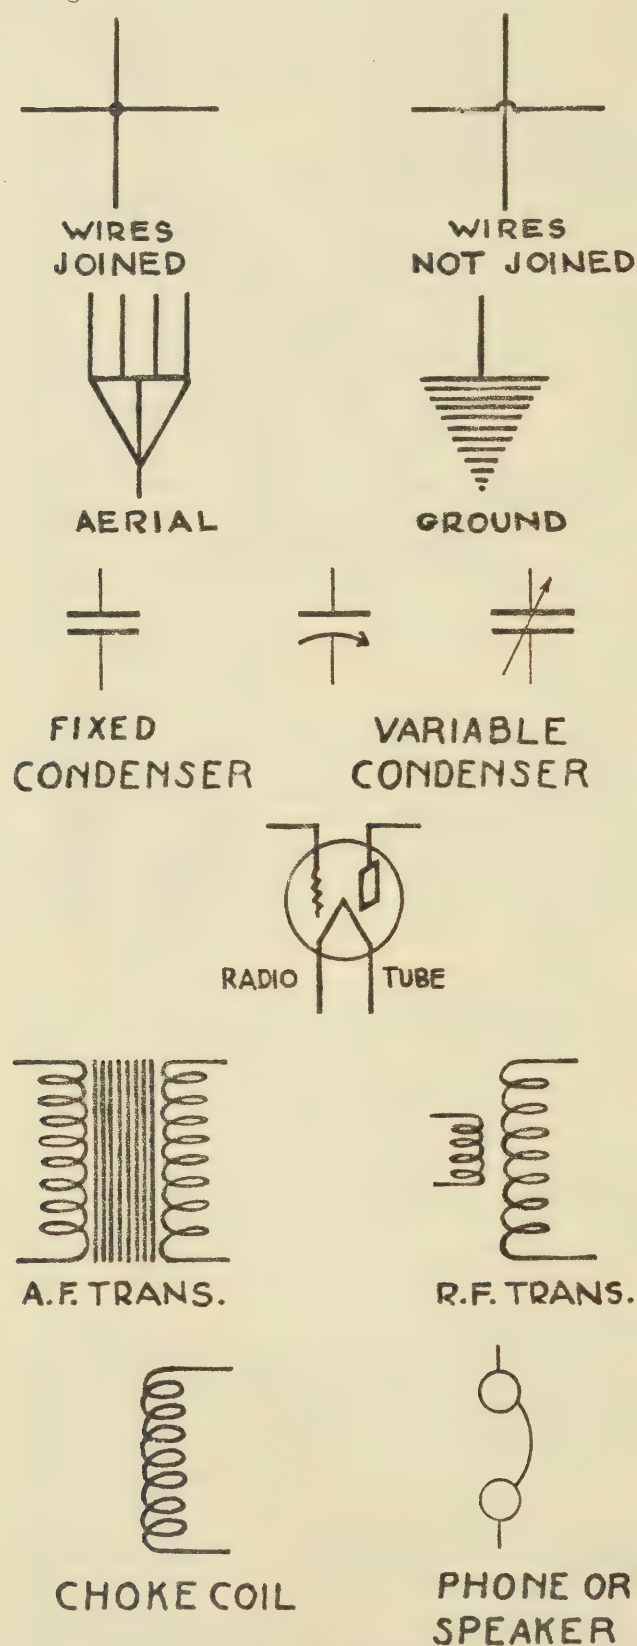 WIRES
JOINED
WIRES
NOT JOINED
AERIAL
GROUND
FIXED
CONDENSER
VARIABLE
CONDENSER
RADIO TUBE
A.F. TRANS.
R.F. TRANS.
CHOKE COIL
PHONE OR
SPEAKER